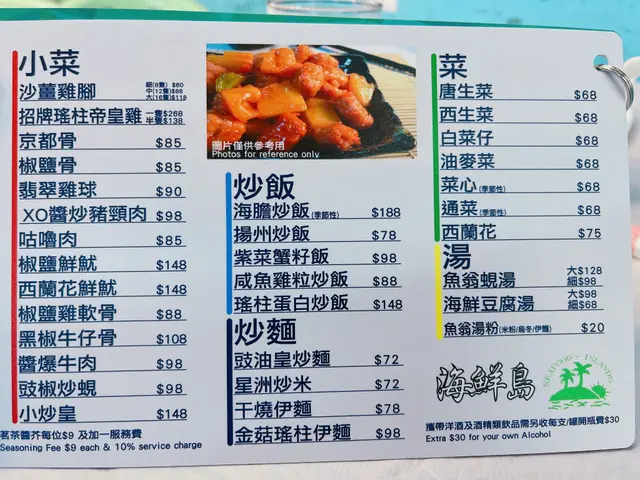 小菜
沙薑雞腳 細(8隻) $60
中(12隻)$88
大(16隻)$118
招牌瑤柱帝皇雞 一隻$268
半隻$138
京都骨 $85
椒鹽骨 $85
翡翠雞球 $90
XO醬炒豬頸肉 $98
咕嚕肉 $85
椒鹽鮮魷 $148
西蘭花鮮魷 $148
椒鹽雞軟骨 $88
黑椒牛仔骨 $108
醬爆牛肉 $98
豉椒炒蜆 $98
小炒皇 $148
茗茶醬芥每位$9 及加一服務費
Seasoning Fee $9 each & 10% service charge
圖片僅供參考用
Photos for reference only
炒飯
海膽炒飯(季節性) $188
揚州炒飯 $78
紫菜蟹籽飯 $98
咸魚雞粒炒飯 $88
瑤柱蛋白炒飯 $148
炒麵
豉油皇炒麵 $72
星洲炒米 $72
干燒伊麵 $78
金菇瑤柱伊麵 $98
菜
唐生菜 $68
西生菜 $68
白菜仔 $68
油麥菜 $68
菜心(季節性) $68
通菜(季節性) $68
西蘭花 $75
湯
魚翁蜆湯 大$128
細$98
海鮮豆腐湯 大$98
細$68
魚翁湯粉(米粉/烏冬/伊麵) $20
海鮮島
SEAFOOD · ISLANDS
攜帶洋酒及酒精類飲品需另收每支/罐開瓶費$30
Extra $30 for your own Alcohol